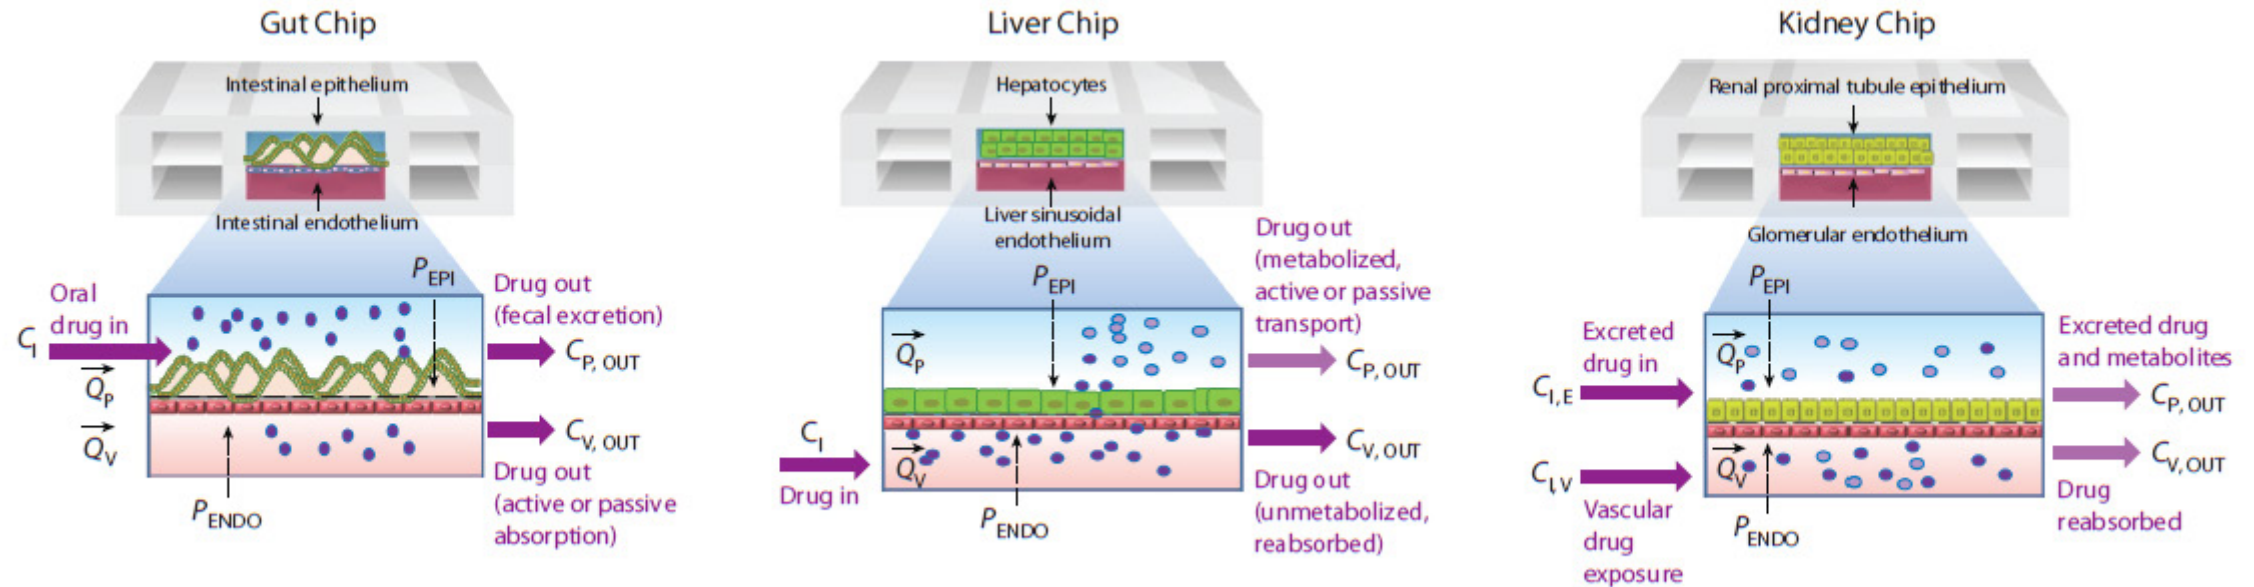 Gut Chip
Intestinal epithelium
Intestinal endothelium
P_EPI
Oral
drug in
C_I
Q_P
Q_V
Drug out
(fecal excretion)
C_P, OUT
C_V, OUT
Drug out
(active or passive
absorption)
P_ENDO
Liver Chip
Hepatocytes
Liver sinusoidal
endothelium
P_EPI
Drug out
(metabolized,
active or passive
transport)
Q_P
C_P, OUT
C_I
Drug in
Q_V
C_V, OUT
Drug out
(unmetabolized,
reabsorbed)
P_ENDO
Kidney Chip
Renal proximal tubule epithelium
Glomerular endothelium
P_EPI
Excreted
drug in
C_I, E
Q_P
Excreted drug
and metabolites
C_P, OUT
C_I, V
Vascular
drug
exposure
Q_V
C_V, OUT
Drug
reabsorbed
P_ENDO